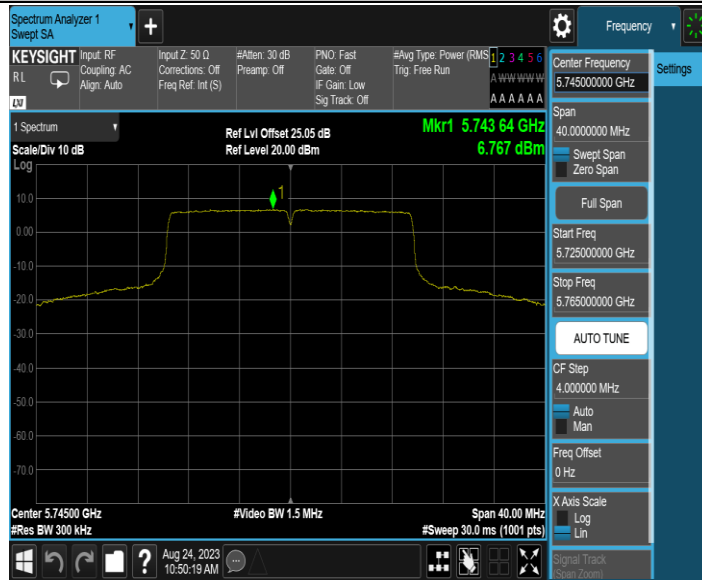 Spectrum Analyzer 1
Swept SA
+
Frequency
KEYSIGHT
RL
LXI
Input: RF
Coupling: AC
Align: Auto
Input Z: 50 Ω
Corrections: Off
Freq Ref: Int (S)
#Atten: 30 dB
Preamp: Off
PNO: Fast
Gate: Off
IF Gain: Low
Sig Track: Off
#Avg Type: Power (RMS
Trig: Free Run
1 2 3 4 5 6
A W W W W W
A A A A A A
1 Spectrum
Scale/Div 10 dB
Log
Ref Lvl Offset 25.05 dB
Ref Level 20.00 dBm
Mkr1 5.743 64 GHz
6.767 dBm
1
10.0
0.00
-10.0
-20.0
-30.0
-40.0
-50.0
-60.0
-70.0
Center 5.74500 GHz
#Res BW 300 kHz
#Video BW 1.5 MHz
Span 40.00 MHz
#Sweep 30.0 ms (1001 pts)
Center Frequency
5.745000000 GHz
Settings
Span
40.0000000 MHz
Swept Span
Zero Span
Full Span
Start Freq
5.725000000 GHz
Stop Freq
5.765000000 GHz
AUTO TUNE
CF Step
4.000000 MHz
Auto
Man
Freq Offset
0 Hz
X Axis Scale
Log
Lin
Signal Track
(Span Zoom)
?
Aug 24, 2023
10:50:19 AM